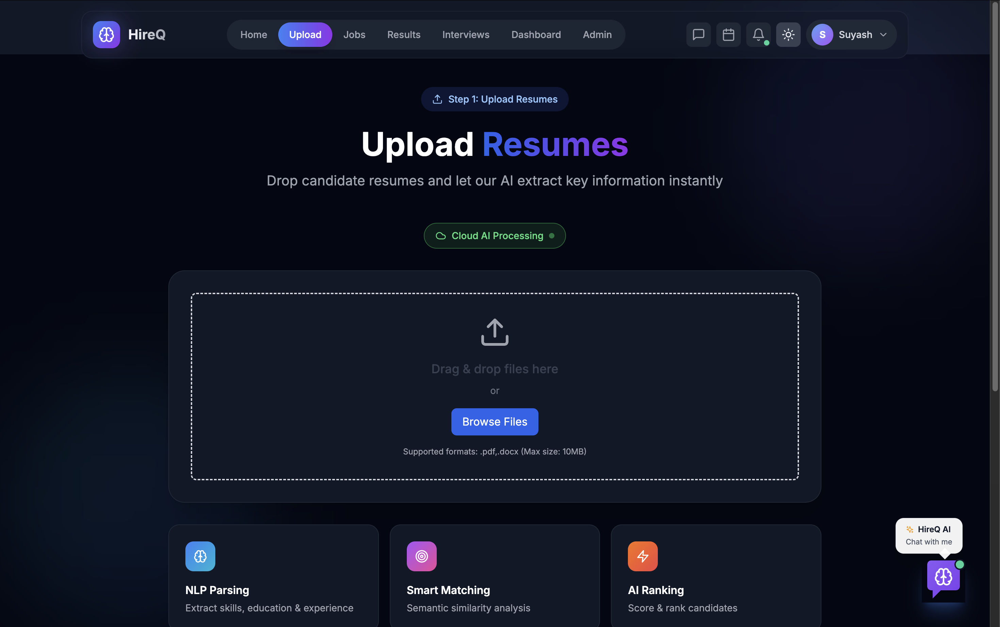 HireQ
Home Upload Jobs Results Interviews Dashboard Admin
S Suyash
Step 1: Upload Resumes
Upload Resumes
Drop candidate resumes and let our AI extract key information instantly
Cloud AI Processing
Drag & drop files here
or
Browse Files
Supported formats: .pdf,.docx (Max size: 10MB)
NLP Parsing
Extract skills, education & experience
Smart Matching
Semantic similarity analysis
AI Ranking
Score & rank candidates
HireQ AI
Chat with me